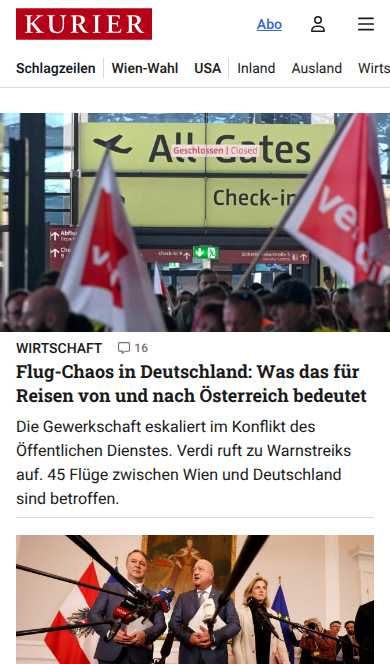 KURIER
Abo
Schlagzeilen
Wien-Wahl
USA
Inland
Ausland
Wirts
All Gates
Geschlossen | Closed
Check-in
WIRTSCHAFT
16
Flug-Chaos in Deutschland: Was das für
Reisen von und nach Österreich bedeutet
Die Gewerkschaft eskaliert im Konflikt des
Öffentlichen Dienstes. Verdi ruft zu Warnstreiks
auf. 45 Flüge zwischen Wien und Deutschland
sind betroffen.